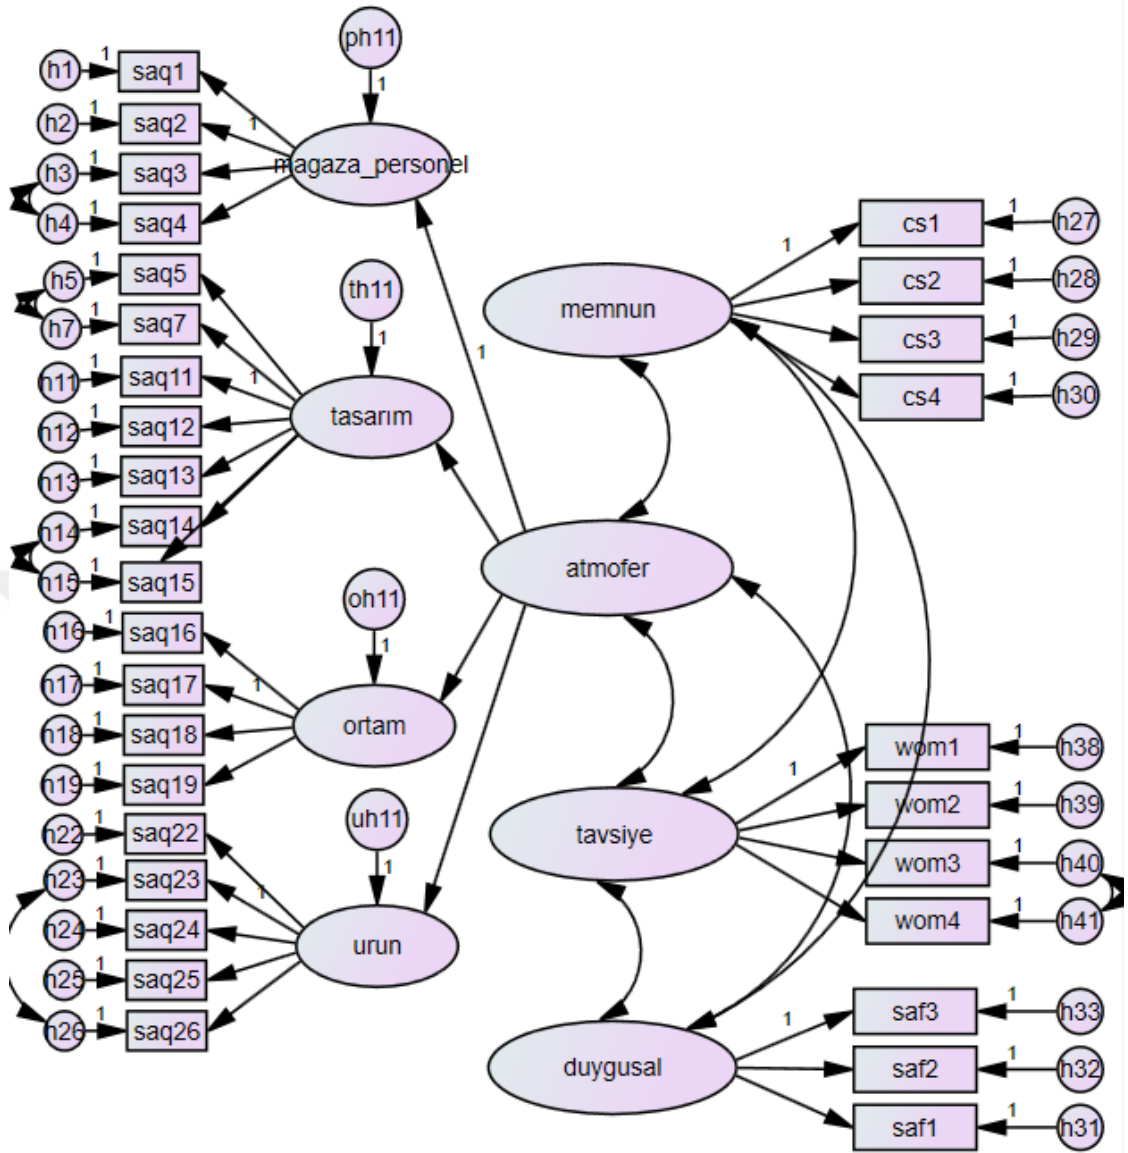 ph11
1
h1 1 saq1
h2 1 saq2
1
magaza_personel
h3 1 saq3
h4 1 saq4
h5 1 saq5
th11
1
h7 1 saq7
h11 1 saq11
1
tasarım
h12 1 saq12
h13 1 saq13
h14 1 saq14
h15 1 saq15
oh11
1
h16 1 saq16
h17 1 saq17
1
ortam
h18 1 saq18
h19 1 saq19
uh11
1
h22 1 saq22
h23 1 saq23
1
urun
h24 1 saq24
h25 1 saq25
h26 1 saq26
1
memnun
1
cs1 1 h27
cs2 1 h28
cs3 1 h29
cs4 1 h30
atmofer
tavsiye
1
wom1 1 h38
wom2 1 h39
wom3 1 h40
wom4 1 h41
duygusal
1
saf3 1 h33
saf2 1 h32
saf1 1 h31